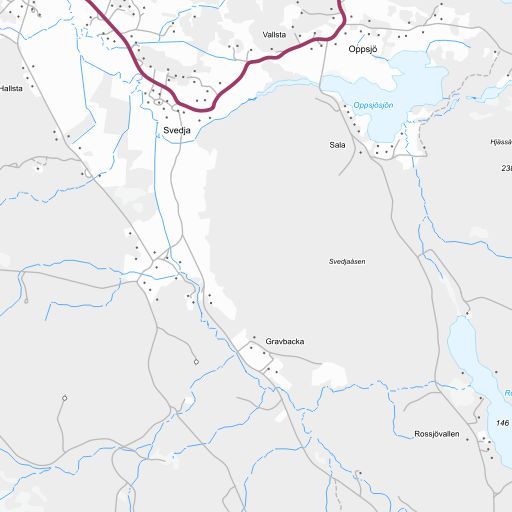 Vallsta
Oppsjö
Hallsta
Oppsjösjön
Svedja
Sala
Svedjaåsen
Gravbacka
146
Rossjövallen